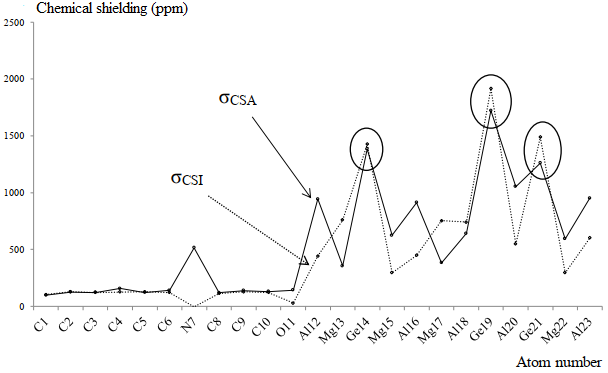 Chemical shielding (ppm)
2500
2000
1500
1000
500
0
σCSA
σCSI
C1 C2 C3 C4 C5 C6 N7 C8 C9 C10 O11 Al12 Mg13 Ge14 Mg15 Al16 Mg17 Al18 Ge19 Al20 Ge21 Mg22 Al23
Atom number